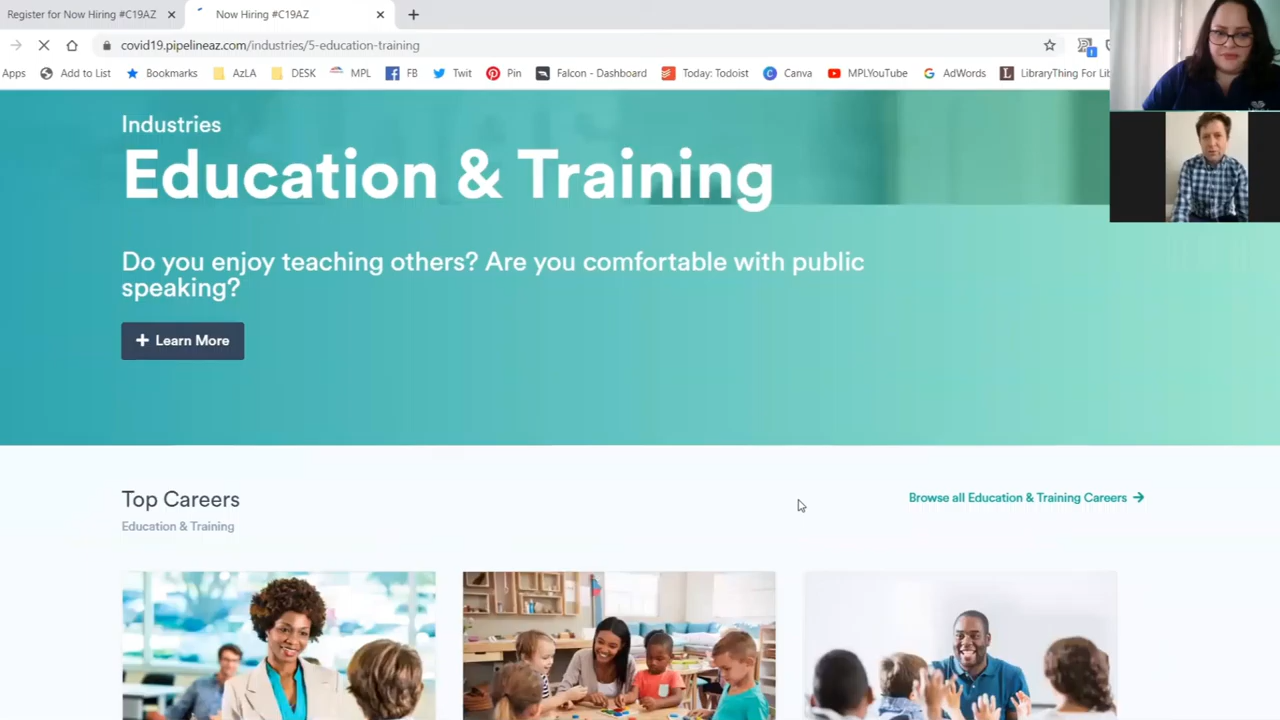 Register for Now Hiring #C19AZ
Now Hiring #C19AZ
covid19.pipelineaz.com/industries/5-education-training
Apps Add to List Bookmarks AzLA DESK MPL FB Twit Pin Falcon - Dashboard Today: Todoist Canva MPLYouTube AdWords LibraryThing For Lib
Industries
Education & Training
Do you enjoy teaching others? Are you comfortable with public
speaking?
Learn More
Top Careers
Browse all Education & Training Careers
Education & Training